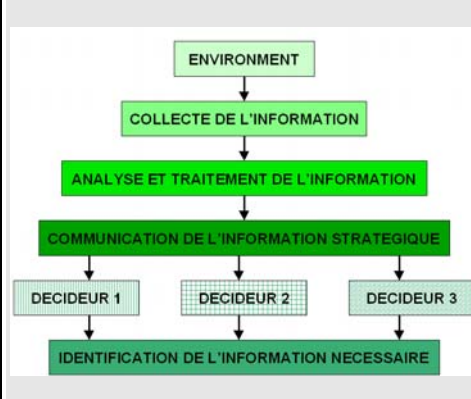 ENVIRONMENT
COLLECTE DE L'INFORMATION
ANALYSE ET TRAITEMENT DE L'INFORMATION
COMMUNICATION DE L'INFORMATION STRATEGIQUE
DECIDEUR 1
DECIDEUR 2
DECIDEUR 3
IDENTIFICATION DE L'INFORMATION NECESSAIRE